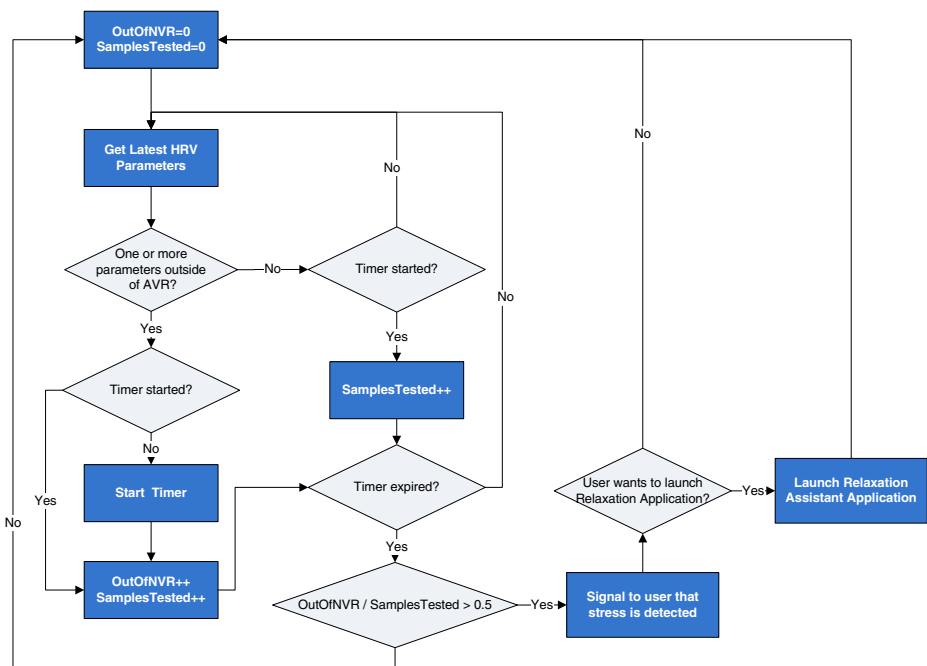 OutOfNVR=0
SamplesTested=0
Get Latest HRV
Parameters
No
No
One or more
parameters outside
of AVR?
No
Timer started?
No
Yes
Yes
Timer started?
SamplesTested++
No
Start Timer
Yes
Timer expired?
User wants to launch
Relaxation Application?
Yes
Launch Relaxation
Assistant Application
No
Yes
OutOfNVR++
SamplesTested++
OutOfNVR / SamplesTested > 0.5
Yes
Signal to user that
stress is detected